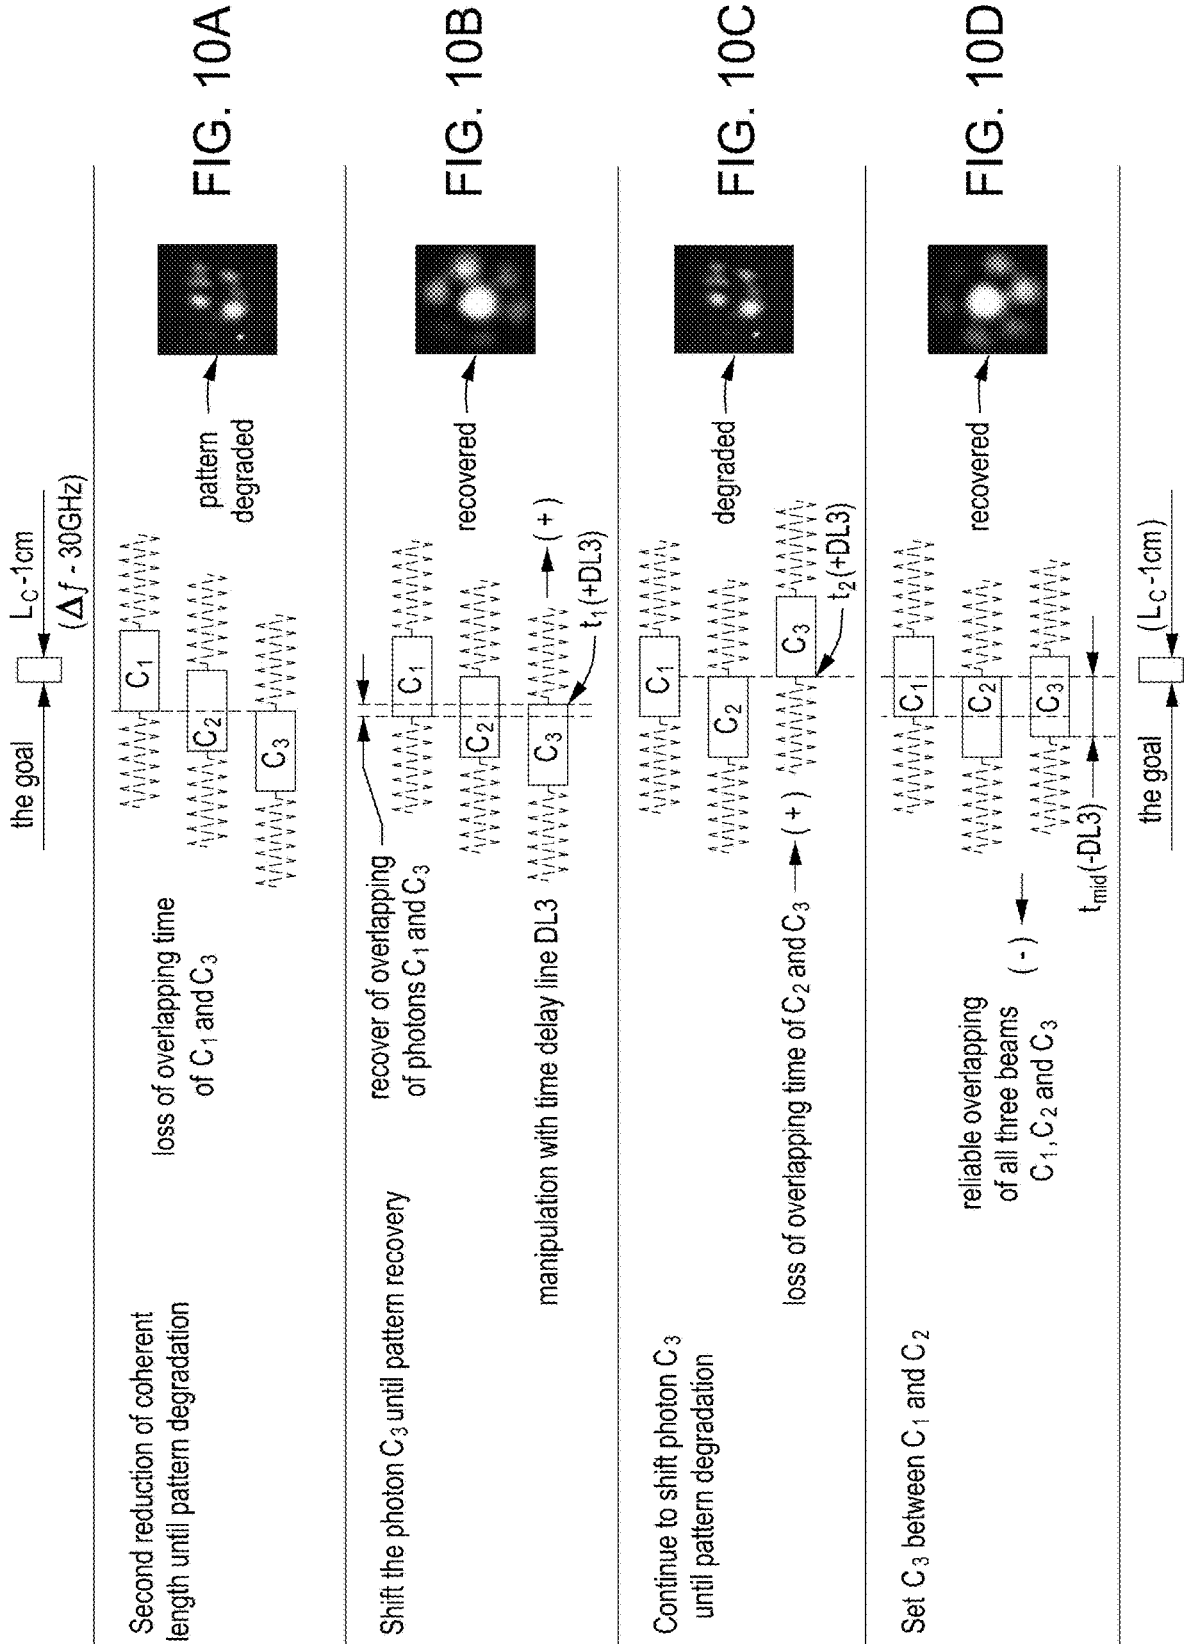 the goal
L_C-1cm
(Δf - 30GHz)
Second reduction of coherent
length until pattern degradation
loss of overlapping time
of C₁ and C₃
C₁
C₂
C₃
pattern
degraded
FIG. 10A
Shift the photon C₃ until pattern recovery
recover of overlapping
of photons C₁ and C₃
manipulation with time delay line DL3
C₁
C₂
C₃
(+)
t₁(+DL3)
recovered
FIG. 10B
Continue to shift photon C₃
until pattern degradation
loss of overlapping time of C₂ and C₃
(+)
C₁
C₂
C₃
t₂(+DL3)
degraded
FIG. 10C
Set C₃ between C₁ and C₂
reliable overlapping
of all three beams
C₁, C₂ and C₃
(-)
t_mid(-DL3)
C₁
C₂
C₃
recovered
FIG. 10D
the goal
(L_C-1cm)